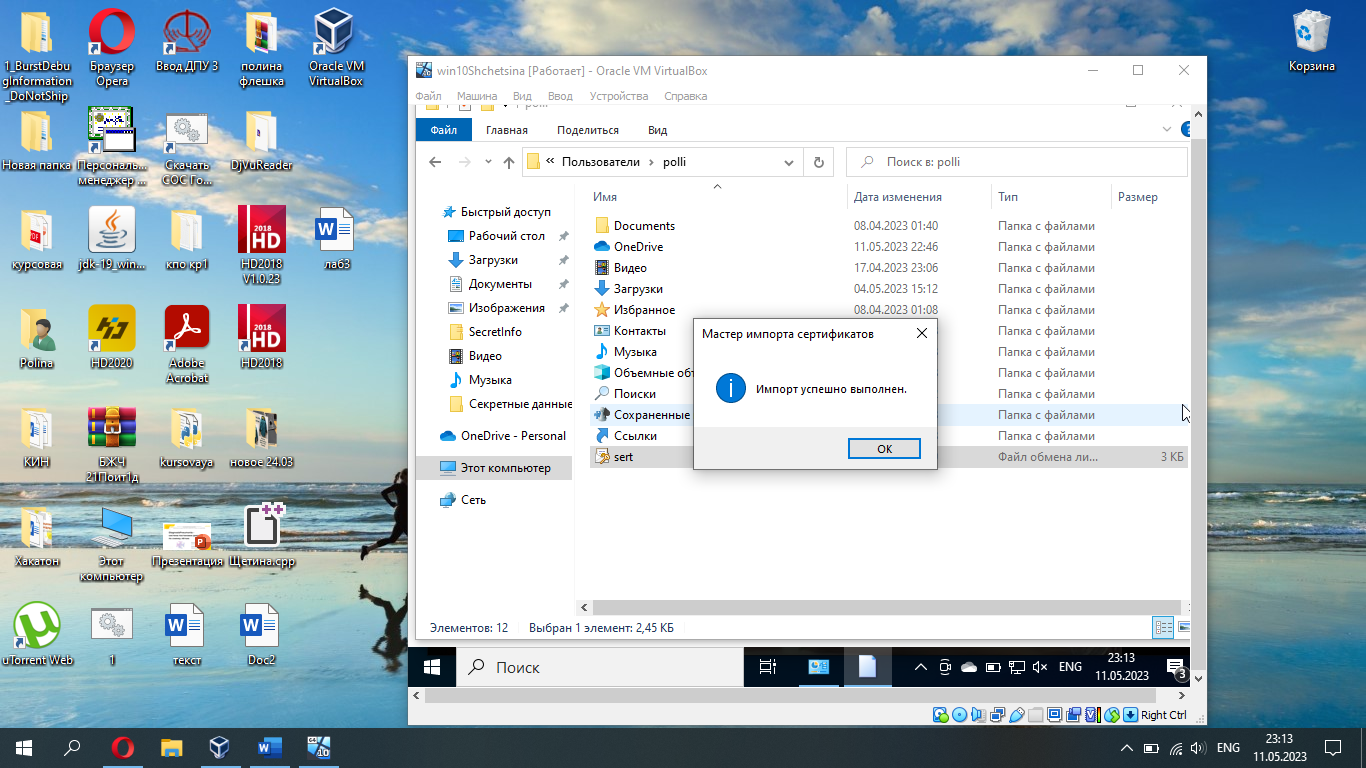 1_BurstDebu
gInformation
_DoNotShip
Браузер
Opera
Ввод ДПУ 3
полина
флешка
Oracle VM
VirtualBox
Корзина
Новая папка
Персональ...
менеджер ...
Скачать
СОС Го...
DjVuReader
курсовая
jdk-19_win...
кпо кр1
HD2018
V1.0.23
лаб3
Polina
HD2020
Adobe
Acrobat
HD2018
КИН
БЖЧ
21Поит1д
kursovaya
новое 24.03
Хакатон
Этот
компьютер
Презентация
Щетина.cpp
uTorrent Web
1
текст
Doc2
win10Shchetsina [Работает] - Oracle VM VirtualBox
Файл Машина Вид Ввод Устройства Справка
Файл Главная Поделиться Вид
« Пользователи › polli
Поиск в: polli
Имя Дата изменения Тип Размер
Быстрый доступ
Рабочий стол
Загрузки
Документы
Изображения
SecretInfo
Видео
Музыка
Секретные данные
OneDrive - Personal
Этот компьютер
Сеть
Documents 08.04.2023 01:40 Папка с файлами
OneDrive 11.05.2023 22:46 Папка с файлами
Видео 17.04.2023 23:06 Папка с файлами
Загрузки 04.05.2023 15:12 Папка с файлами
Избранное 08.04.2023 01:08 Папка с файлами
Контакты Папка с файлами
Музыка Папка с файлами
Объемные об Папка с файлами
Поиски Папка с файлами
Сохраненные Папка с файлами
Ссылки Папка с файлами
sert Файл обмена ли... 3 КБ
Мастер импорта сертификатов
Импорт успешно выполнен.
ОК
Элементов: 12 Выбран 1 элемент: 2,45 КБ
Поиск
ENG
23:13
11.05.2023
3
Right Ctrl
ENG
23:13
11.05.2023